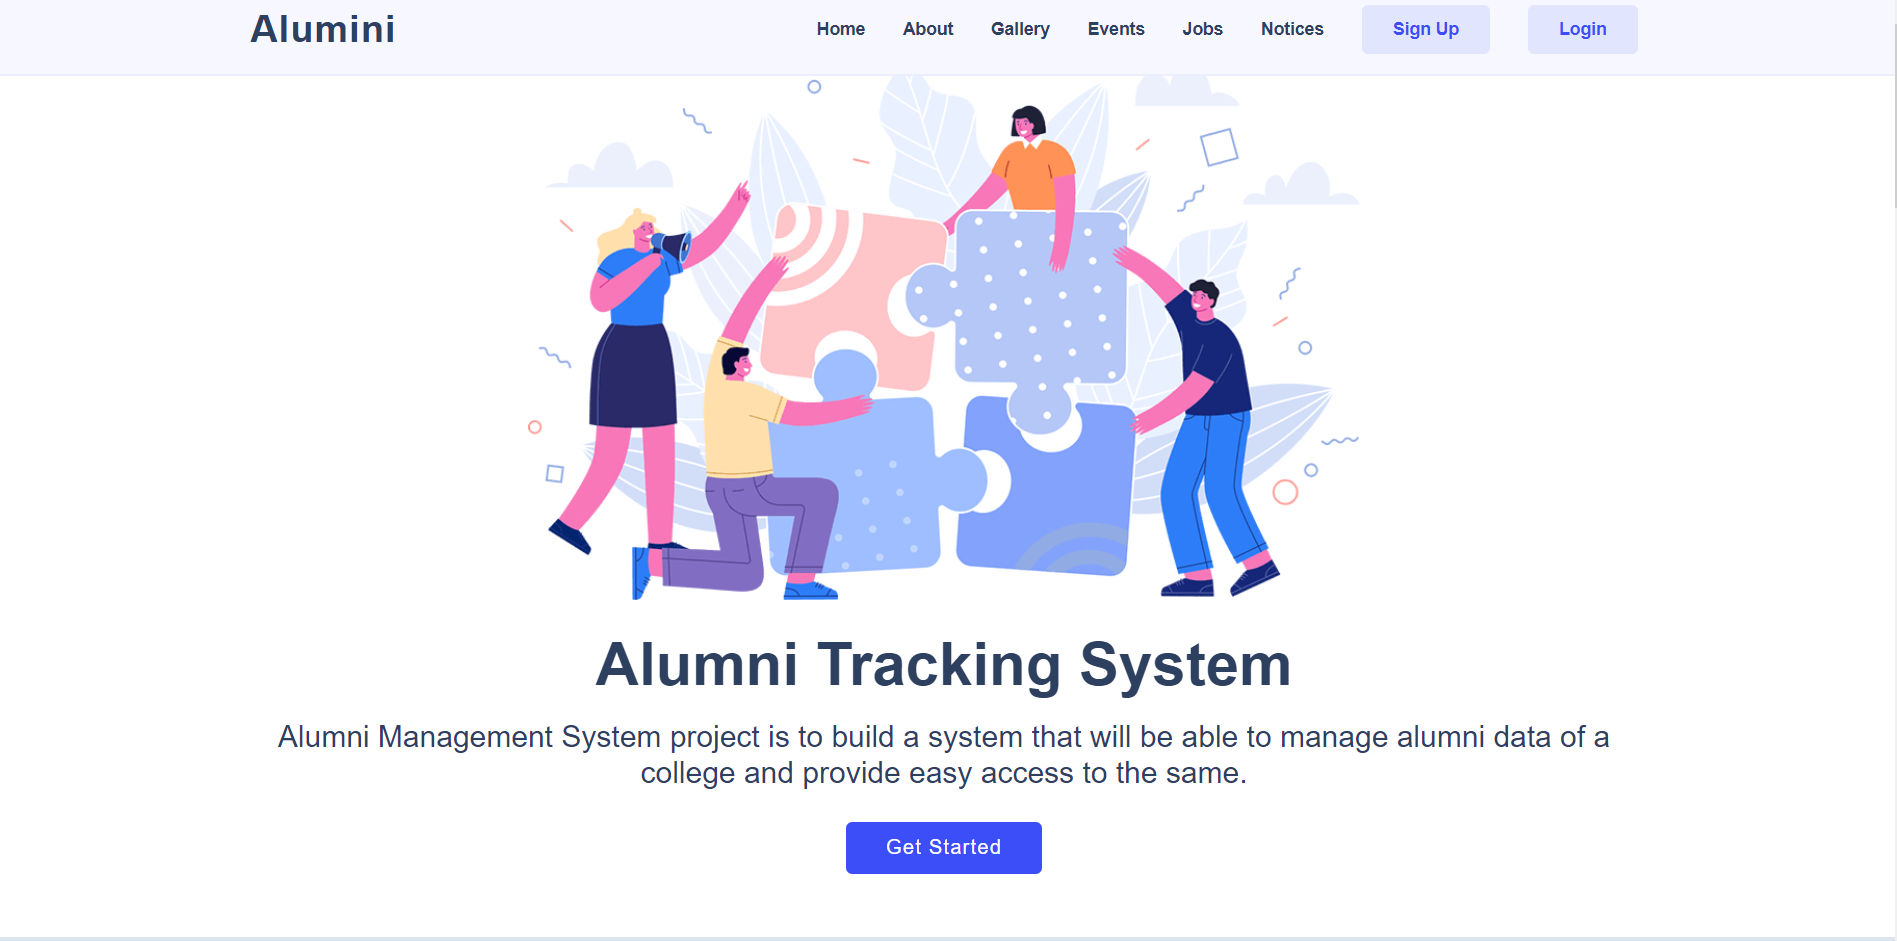 Alumini
Home About Gallery Events Jobs Notices Sign Up Login
Alumni Tracking System
Alumni Management System project is to build a system that will be able to manage alumni data of a
college and provide easy access to the same.
Get Started